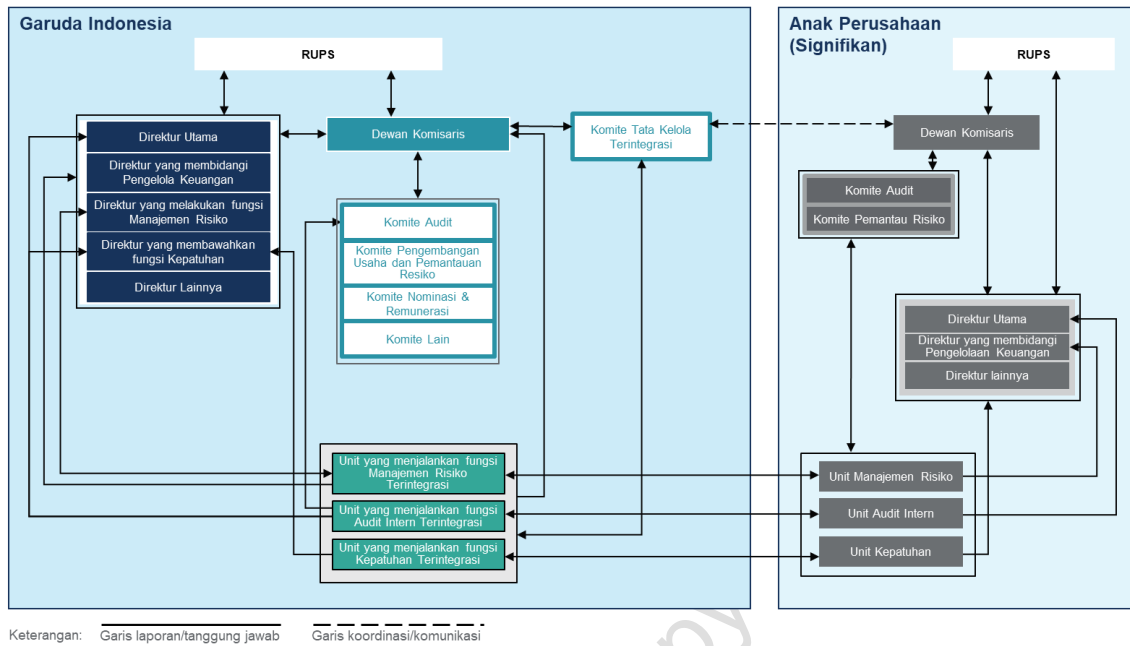 Garuda Indonesia
RUPS
Direktur Utama
Direktur yang membidangi
Pengelola Keuangan
Direktur yang melakukan fungsi
Manajemen Risiko
Direktur yang membawahkan
fungsi Kepatuhan
Direktur Lainnya
Dewan Komisaris
Komite Tata Kelola
Terintegrasi
Komite Audit
Komite Pengembangan
Usaha dan Pemantauan
Resiko
Komite Nominasi &
Remunerasi
Komite Lain
Unit yang menjalankan fungsi
Manajemen Risiko
Terintegrasi
Unit yang menjalankan fungsi
Audit Intern Terintegrasi
Unit yang menjalankan fungsi
Kepatuhan Terintegrasi
Anak Perusahaan
(Signifikan)
RUPS
Dewan Komisaris
Komite Audit
Komite Pemantau Risiko
Direktur Utama
Direktur yang membidangi
Pengelolaan Keuangan
Direktur lainnya
Unit Manajemen Risiko
Unit Audit Intern
Unit Kepatuhan
Keterangan:
Garis laporan/tanggung jawab
Garis koordinasi/komunikasi